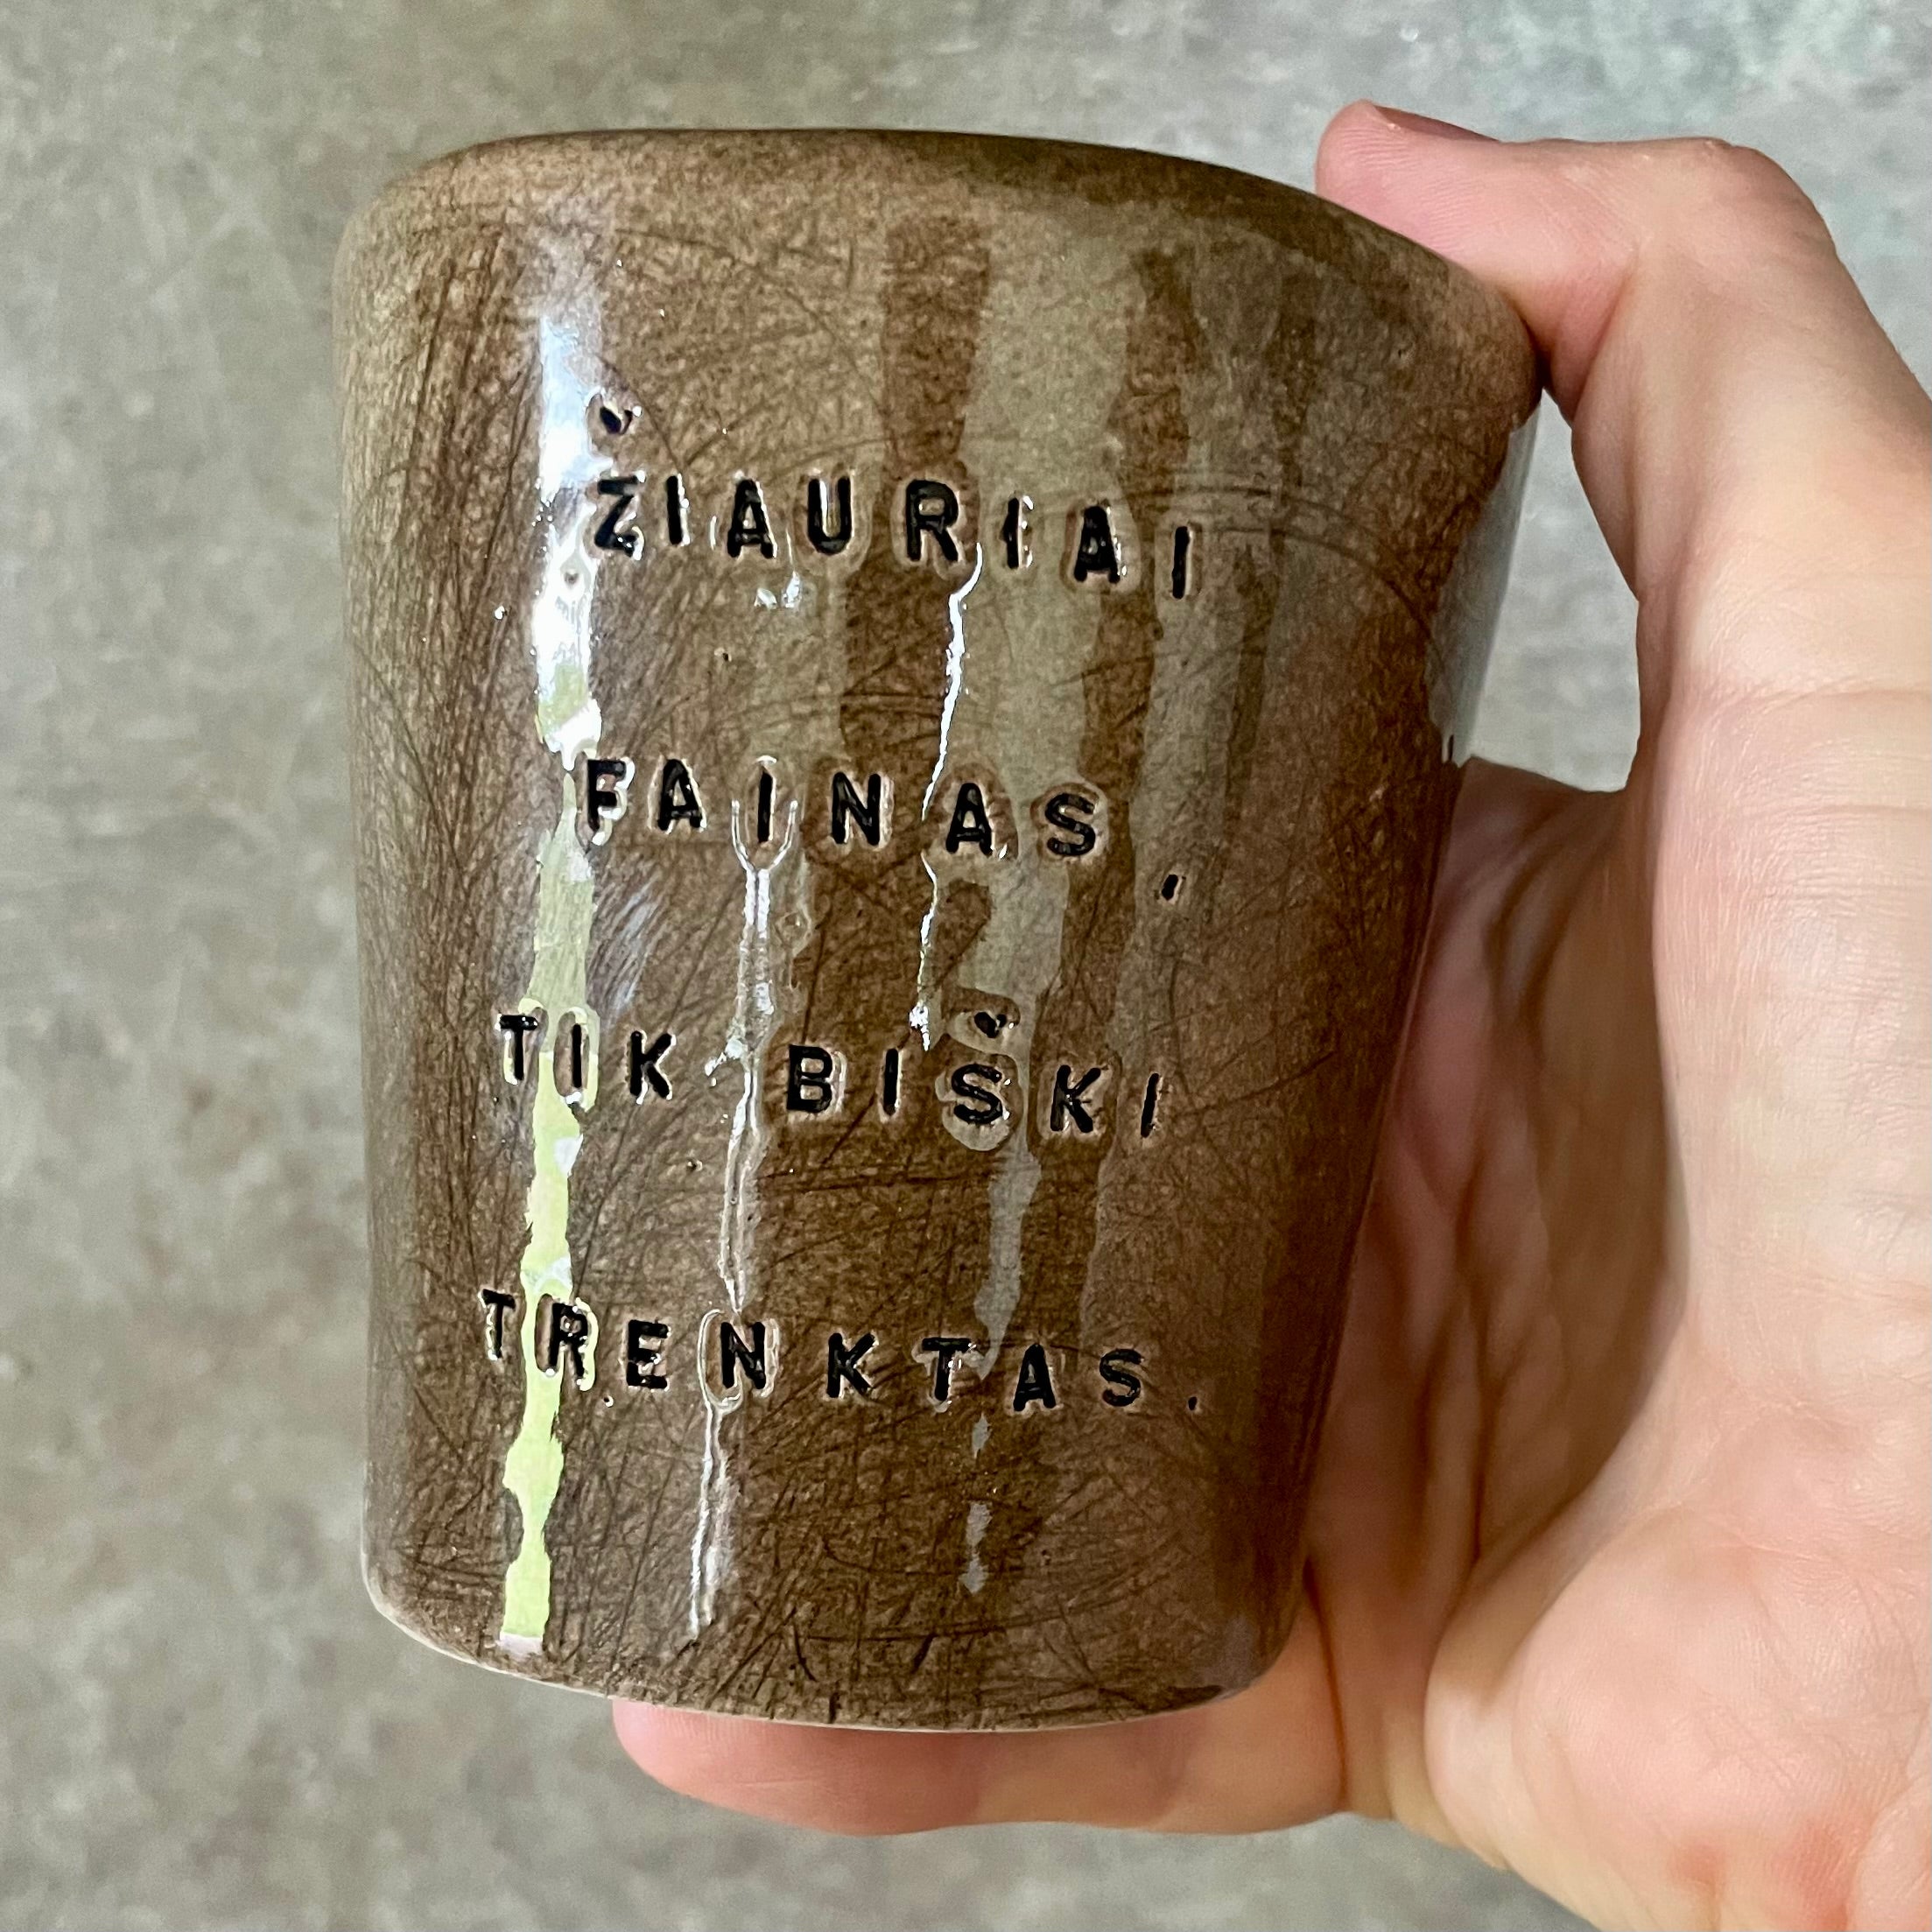 ŽIAURIAI
FAINAS,
TIK BIŠKI
TRENKTAS.